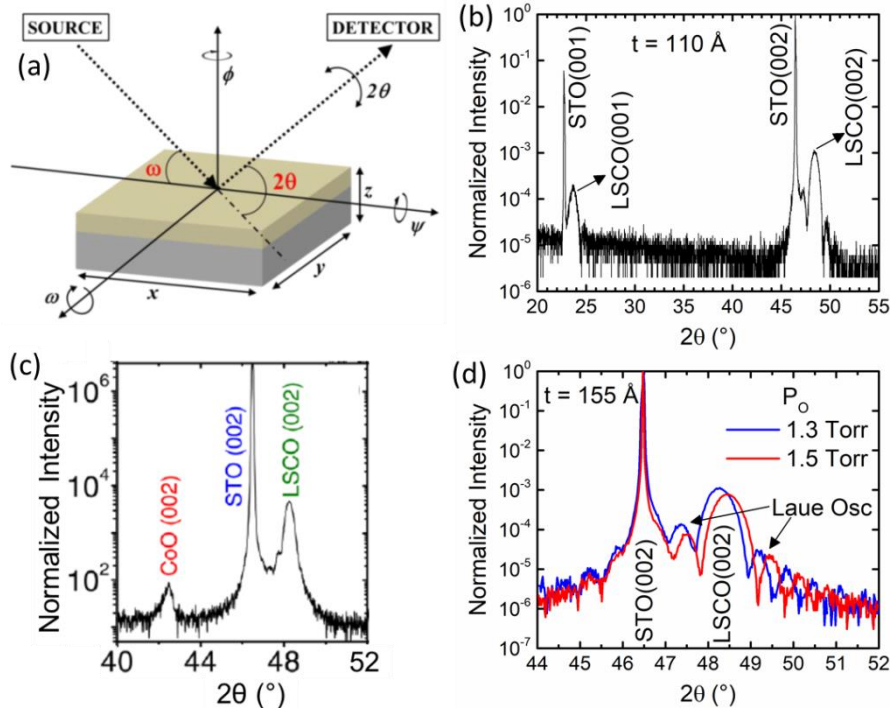 (a)
SOURCE
DETECTOR
ϕ
2θ
ω
2θ
z
ψ
y
x
ω
(b)
t = 110 Å
STO(001)
LSCO(001)
STO(002)
LSCO(002)
Normalized Intensity
10^0
10^-1
10^-2
10^-3
10^-4
10^-5
10^-6
20 25 30 35 40 45 50 55
2θ (°)
(c)
Normalized Intensity
10^6
10^4
10^2
CoO (002)
STO (002)
LSCO (002)
40 44 48 52
2θ (°)
(d)
t = 155 Å
P_O
1.3 Torr
1.5 Torr
Laue Osc
STO(002)
LSCO(002)
Normalized Intensity
10^0
10^-1
10^-2
10^-3
10^-4
10^-5
10^-6
10^-7
44 45 46 47 48 49 50 51 52
2θ (°)